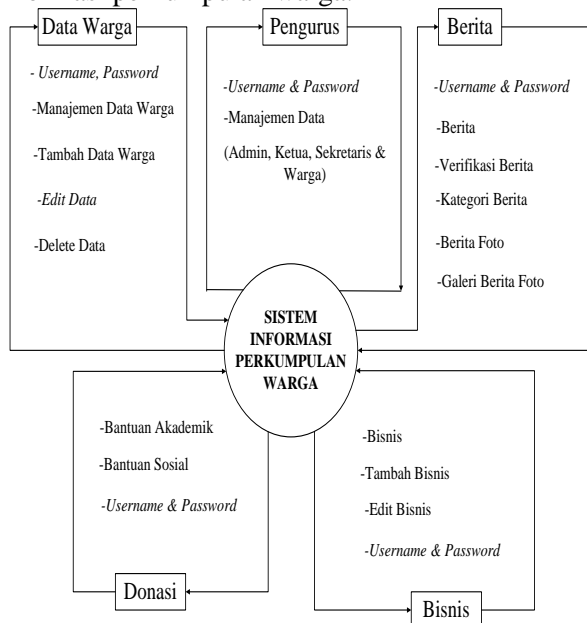 perkumpulan warga.
Data Warga
- Username, Password
-Manajemen Data Warga
-Tambah Data Warga
-Edit Data
-Delete Data
Pengurus
-Username & Password
-Manajemen Data
(Admin, Ketua, Sekretaris &
Warga)
Berita
-Username & Password
-Berita
-Verifikasi Berita
-Kategori Berita
-Berita Foto
-Galeri Berita Foto
SISTEM
INFORMASI
PERKUMPULAN
WARGA
-Bantuan Akademik
-Bantuan Sosial
-Username & Password
Donasi
-Bisnis
-Tambah Bisnis
-Edit Bisnis
-Username & Password
Bisnis